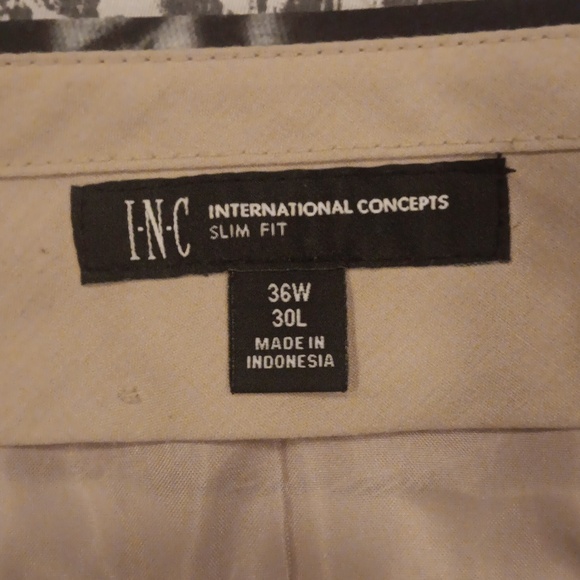 I·N·C INTERNATIONAL CONCEPTS
SLIM FIT
36W
30L
MADE IN
INDONESIA